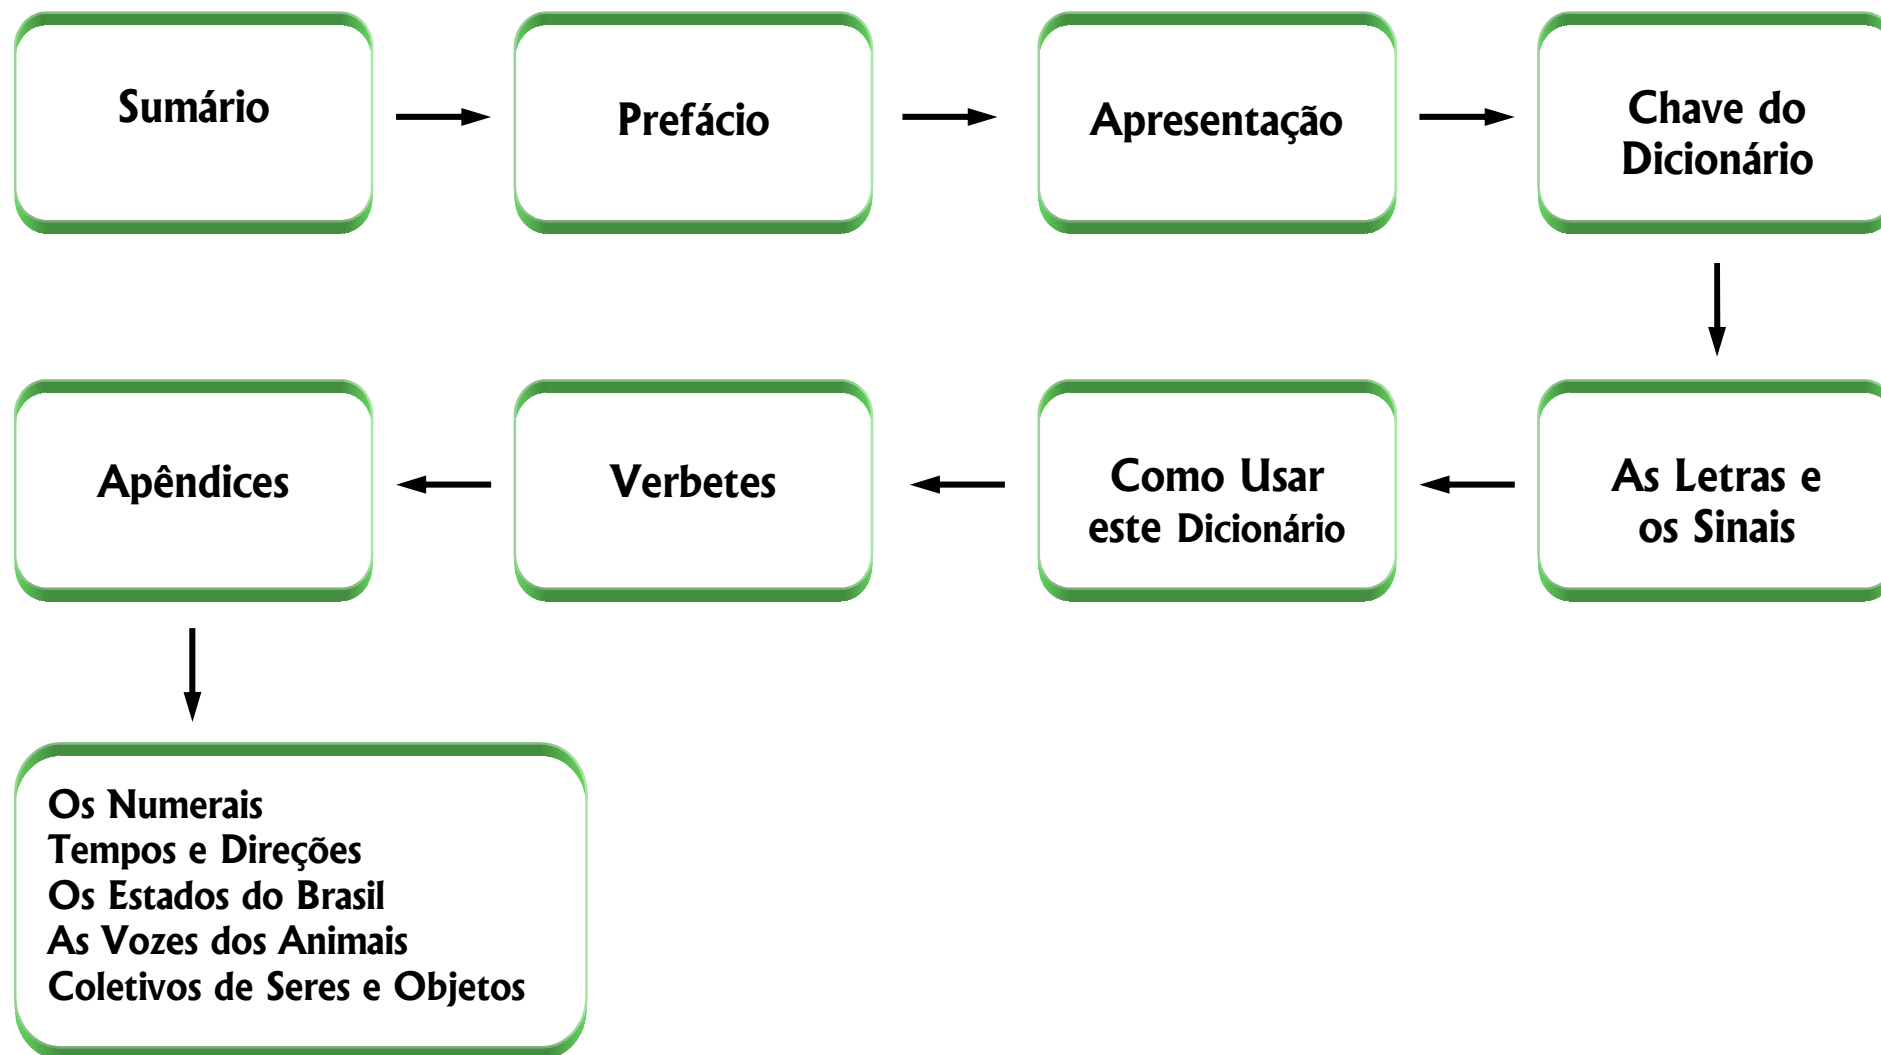 Sumário
Prefácio
Apresentação
Chave do
Dicionário
As Letras e
os Sinais
Como Usar
este Dicionário
Verbetes
Apêndices
Os Numerais
Tempos e Direções
Os Estados do Brasil
As Vozes dos Animais
Coletivos de Seres e Objetos